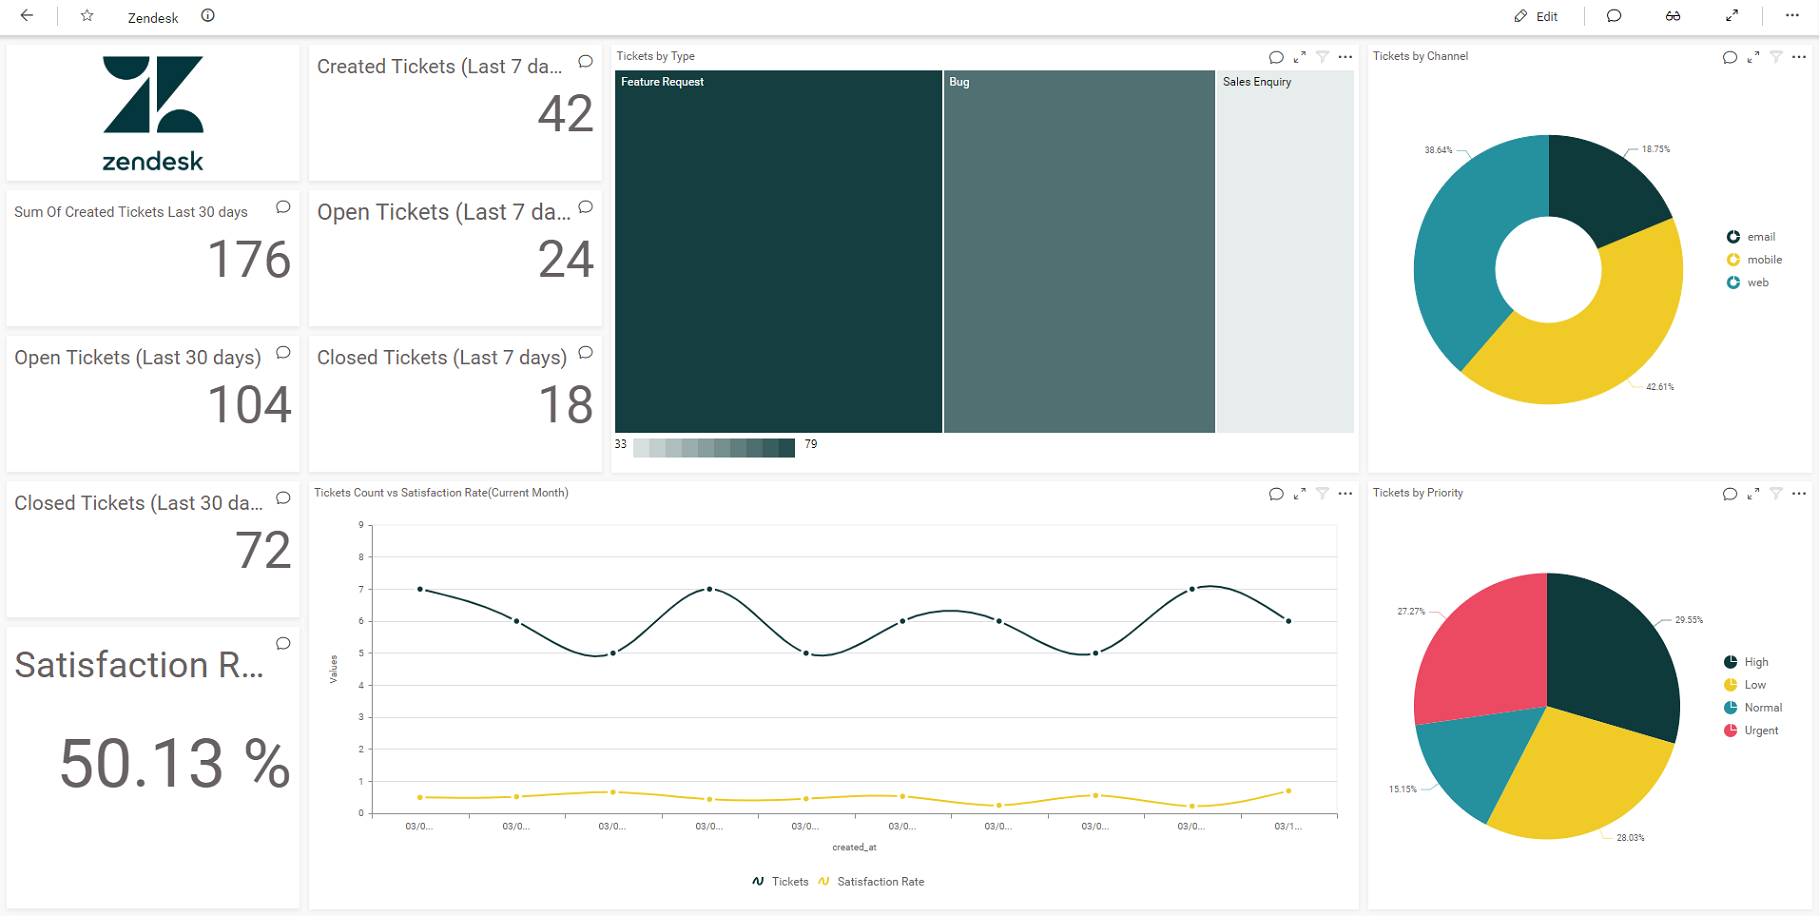 Zendesk
Edit
zendesk
Created Tickets (Last 7 da...
42
Sum Of Created Tickets Last 30 days
176
Open Tickets (Last 7 da...
24
Open Tickets (Last 30 days)
104
Closed Tickets (Last 7 days)
18
Closed Tickets (Last 30 da...
72
Satisfaction R...
50.13 %
Tickets by Type
Feature Request
Bug
Sales Enquiry
33
79
Tickets by Channel
38.64%
18.75%
42.61%
email
mobile
web
Tickets Count vs Satisfaction Rate(Current Month)
9
8
7
6
5
4
3
2
1
0
Values
03/0...
03/0...
03/0...
03/0...
03/0...
03/0...
03/0...
03/0...
03/0...
03/1...
created_at
Tickets
Satisfaction Rate
Tickets by Priority
27.27%
29.55%
15.15%
28.03%
High
Low
Normal
Urgent